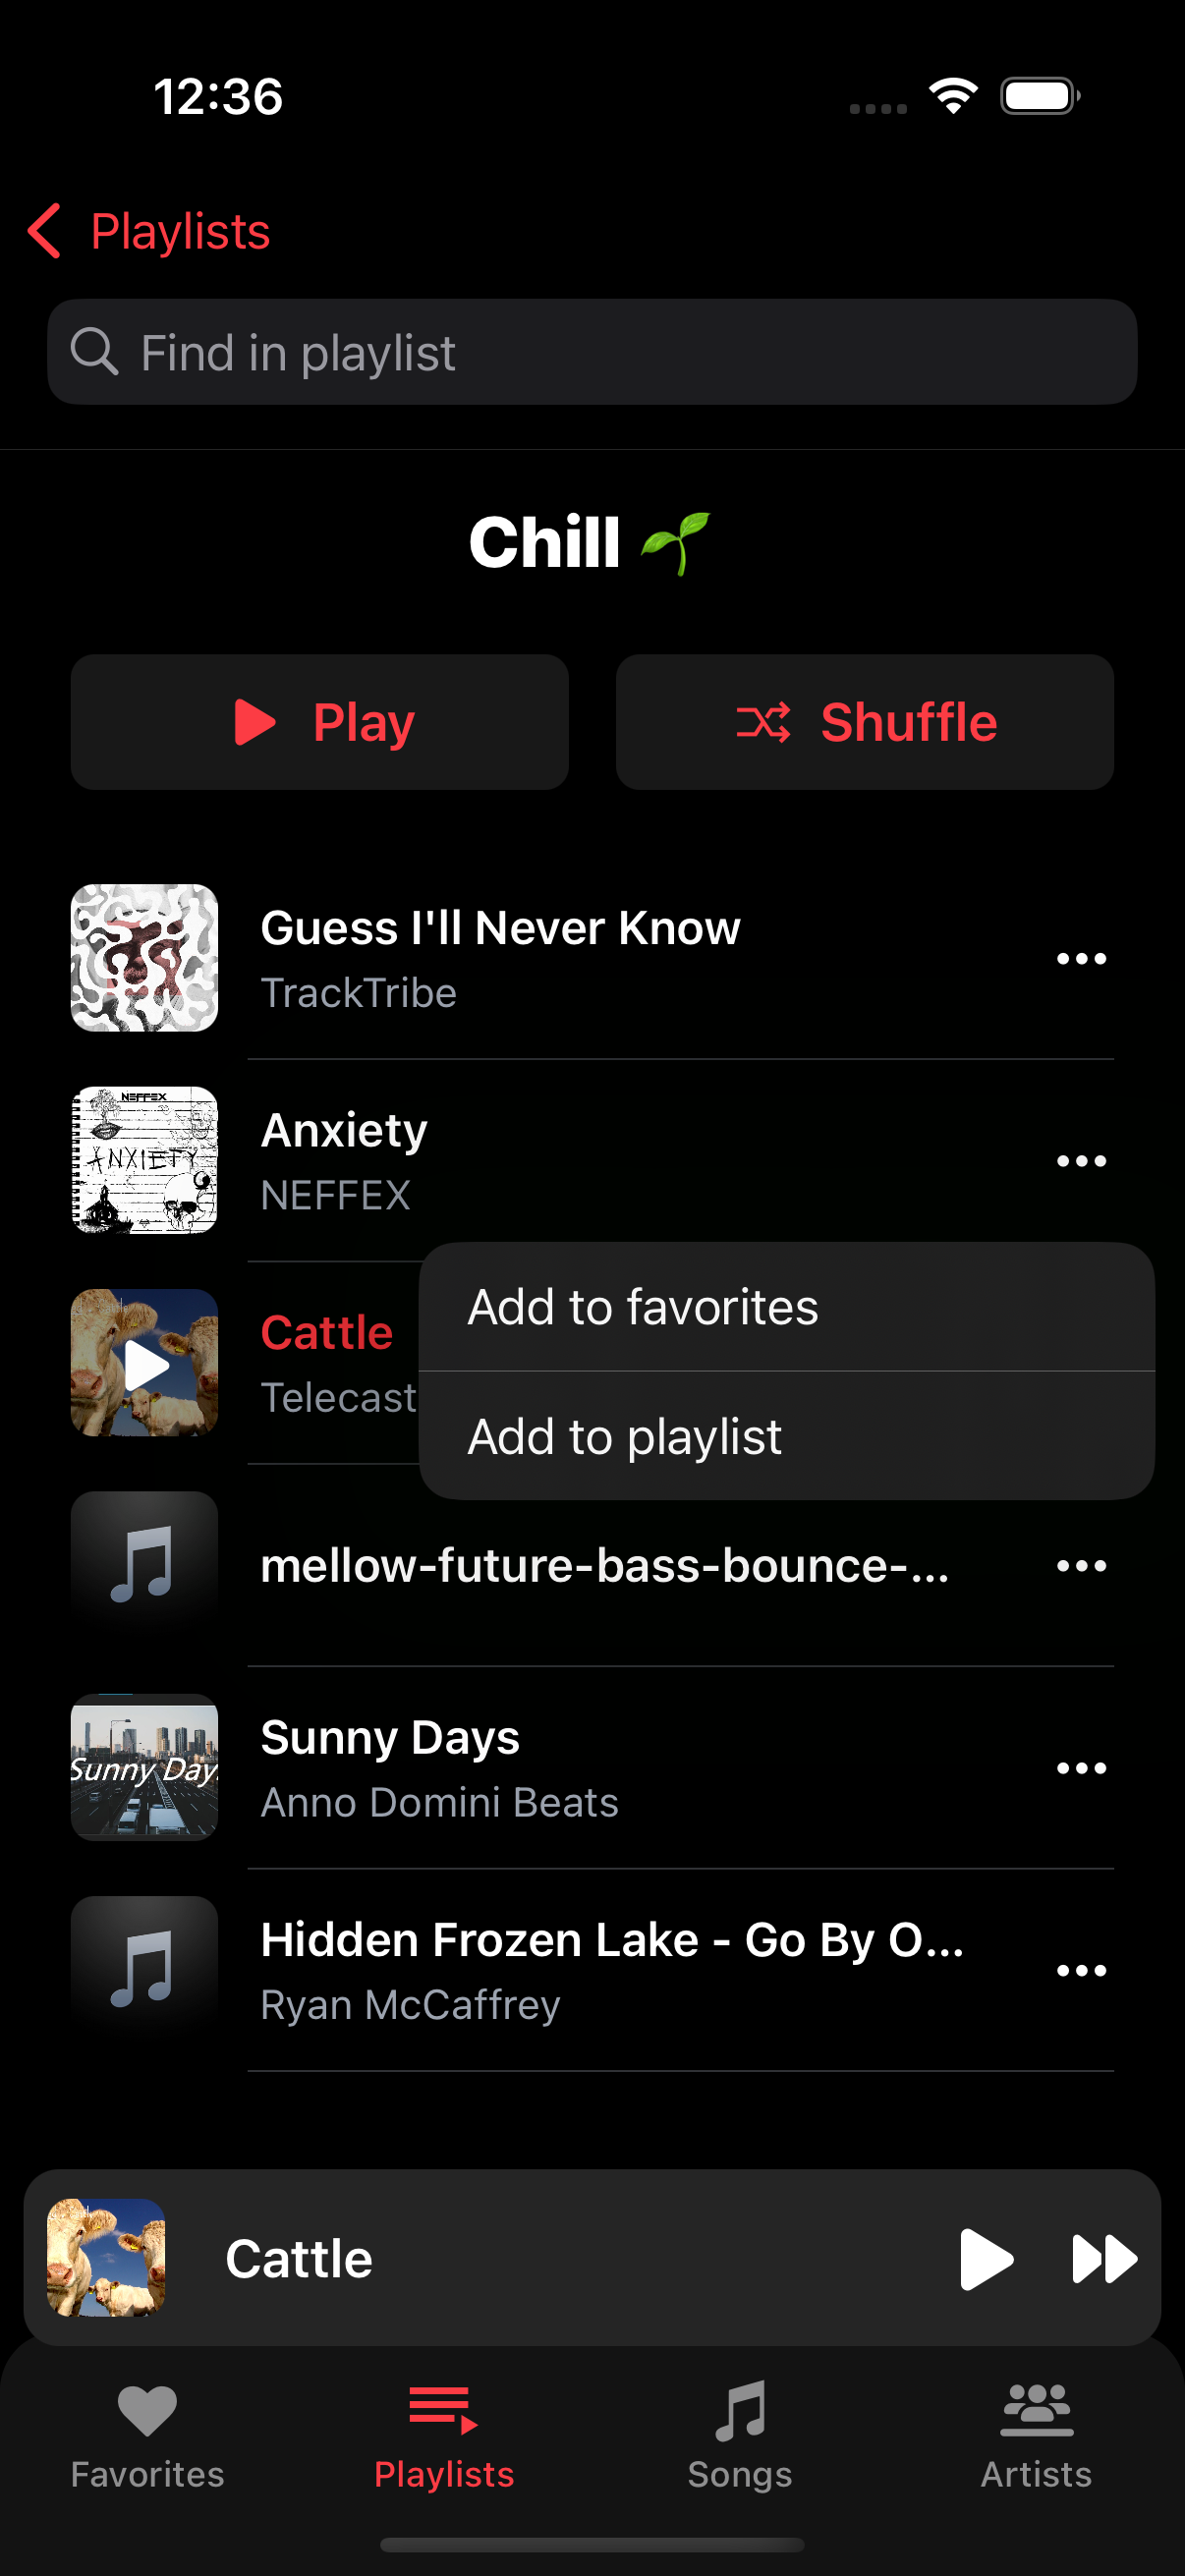 12:36
Playlists
Find in playlist
Chill 🌱
Play
Shuffle
Guess I'll Never Know
TrackTribe
NEFFEX
ANXIETY
Anxiety
NEFFEX
Cattle
Telecast
Add to favorites
Add to playlist
mellow-future-bass-bounce-...
Sunny Day
Sunny Days
Anno Domini Beats
Hidden Frozen Lake - Go By O...
Ryan McCaffrey
Cattle
Favorites
Playlists
Songs
Artists